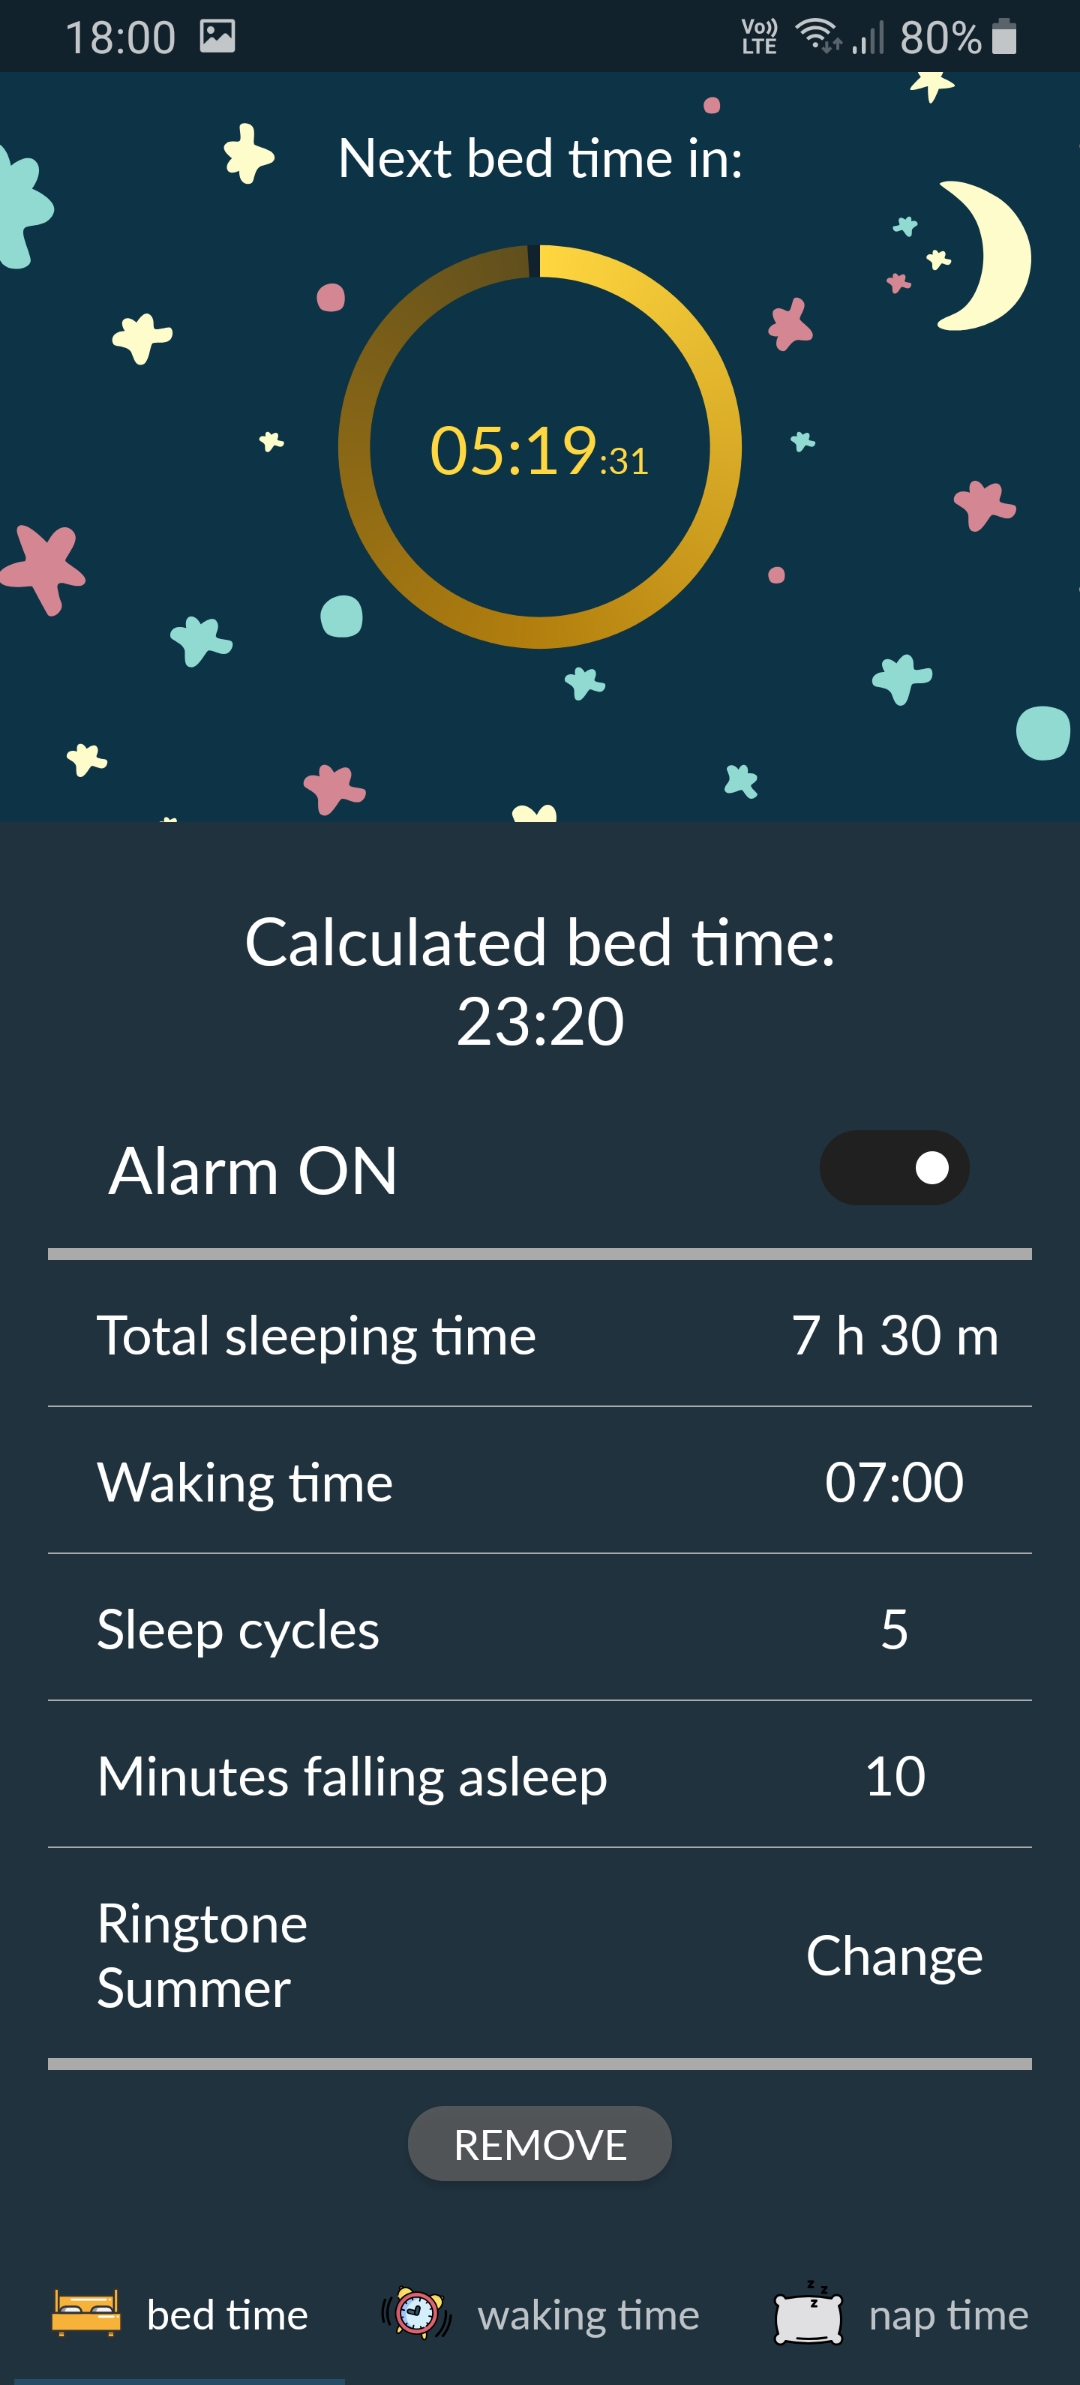 18:00 Vo)) LTE 80%
Next bed time in:
05:19:31
Calculated bed time:
23:20
Alarm ON
Total sleeping time 7 h 30 m
Waking time 07:00
Sleep cycles 5
Minutes falling asleep 10
Ringtone
Summer
Change
REMOVE
bed time waking time z z z nap time